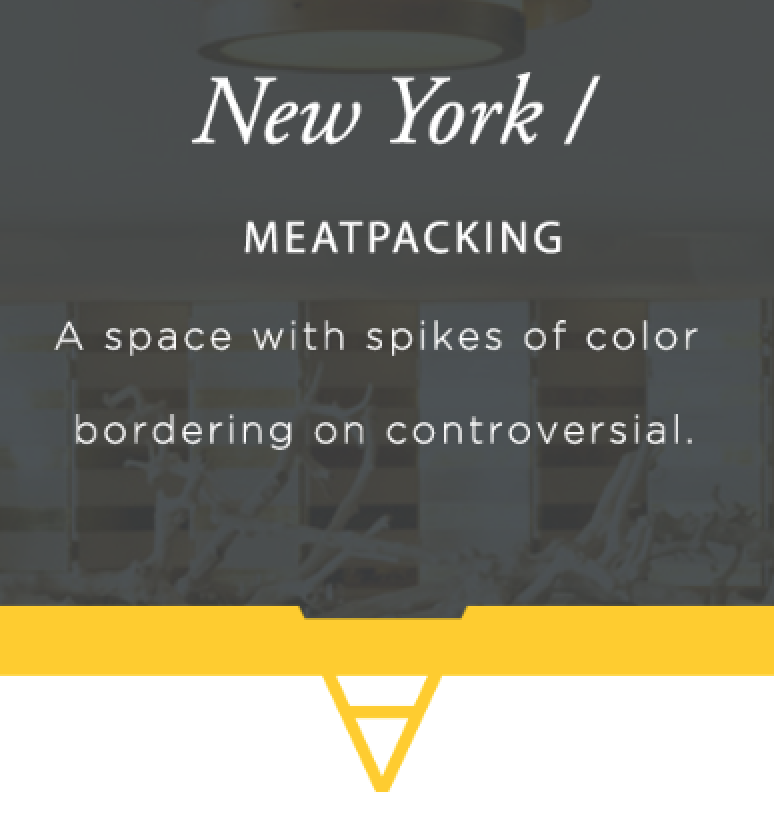 New York /
MEATPACKING
A space with spikes of color
bordering on controversial.